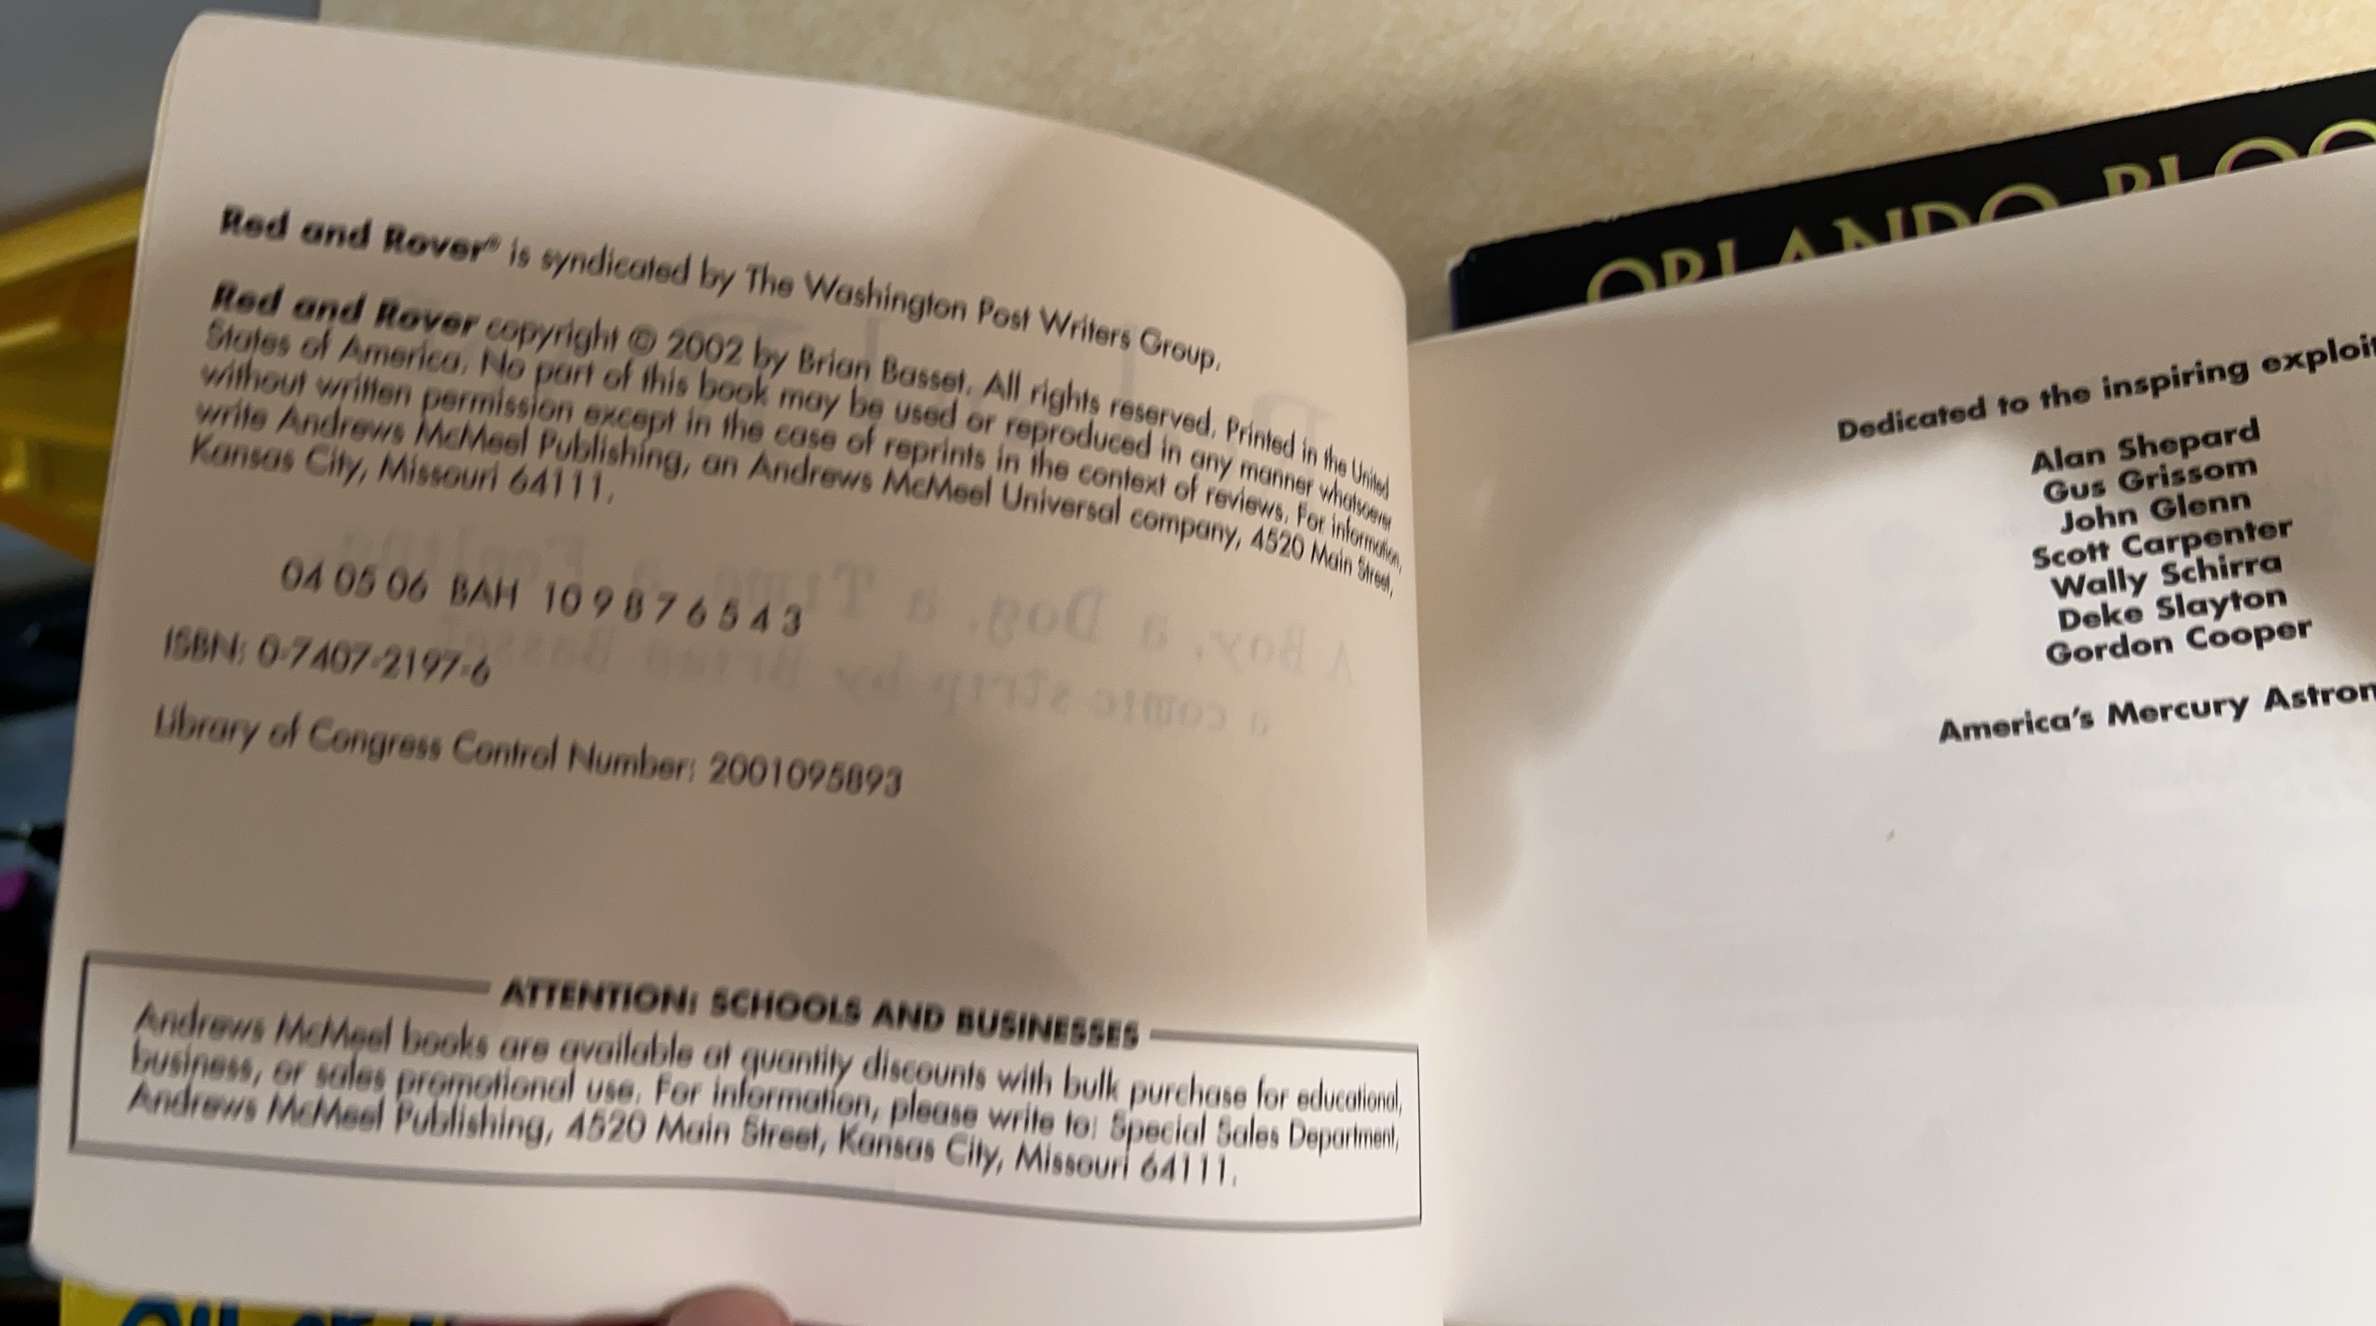 Red and Rover® is syndicated by The Washington Post Writers Group.
Red and Rover copyright © 2002 by Brian Basset. All rights reserved. Printed in the United
States of America. No part of this book may be used or reproduced in any manner whatsoever
without written permission except in the case of reprints in the context of reviews. For information,
write Andrews McMeel Publishing, an Andrews McMeel Universal company, 4520 Main Street,
Kansas City, Missouri 64111.
04 05 06 BAH 10 9 8 7 6 5 4 3
ISBN: 0-7407-2197-6
Library of Congress Control Number: 2001095893
ATTENTION: SCHOOLS AND BUSINESSES
Andrews McMeel books are available at quantity discounts with bulk purchase for educational,
business, or sales promotional use. For information, please write to: Special Sales Department,
Andrews McMeel Publishing, 4520 Main Street, Kansas City, Missouri 64111.
ORLANDO BLOO
Dedicated to the inspiring exploit
Alan Shepard
Gus Grissom
John Glenn
Scott Carpenter
Wally Schirra
Deke Slayton
Gordon Cooper
America's Mercury Astron